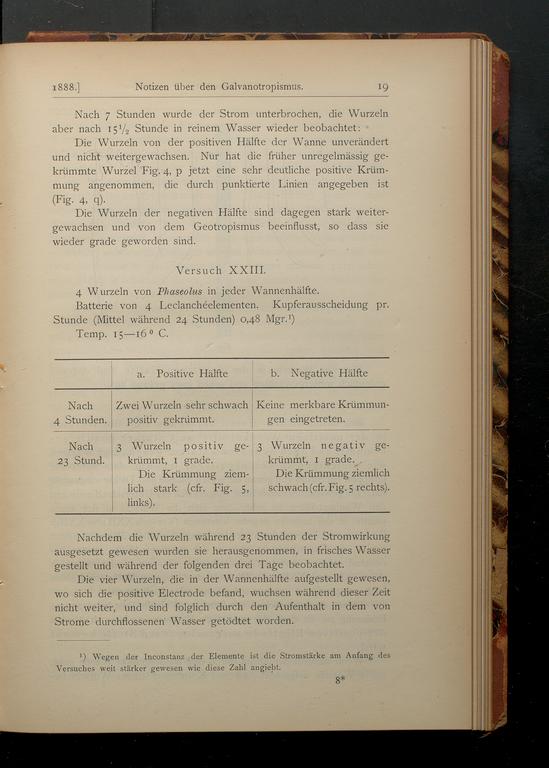 1888.] Notizen über den Galvanotropismus. 19
Nach 7 Stunden wurde der Strom unterbrochen, die Wurzeln
aber nach 15½ Stunde in reinem Wasser wieder beobachtet:
Die Wurzeln von der positiven Hälfte der Wanne unverändert
und nicht weitergewachsen. Nur hat die früher unregelmässig ge-
krümmte Wurzel Fig. 4, p jetzt eine sehr deutliche positive Krüm-
mung angenommen, die durch punktierte Linien angegeben ist
(Fig. 4, q).
Die Wurzeln der negativen Hälfte sind dagegen stark weiter-
gewachsen und von dem Geotropismus beeinflusst, so dass sie
wieder grade geworden sind.
Versuch XXIII.
4 Wurzeln von Phaseolus in jeder Wannenhälfte.
Batterie von 4 Leclanchéelementen. Kupferausscheidung pr.
Stunde (Mittel während 24 Stunden) 0,48 Mgr.¹)
Temp. 15—16° C.
a. Positive Hälfte
b. Negative Hälfte
Nach
4 Stunden.
Zwei Wurzeln sehr schwach
positiv gekrümmt.
Keine merkbare Krümmun-
gen eingetreten.
Nach
23 Stund.
3 Wurzeln positiv ge-
krümmt, 1 grade.
Die Krümmung ziem-
lich stark (cfr. Fig. 5,
links).
3 Wurzeln negativ ge-
krümmt, 1 grade.
Die Krümmung ziemlich
schwach (cfr. Fig. 5 rechts).
Nachdem die Wurzeln während 23 Stunden der Stromwirkung
ausgesetzt gewesen wurden sie herausgenommen, in frisches Wasser
gestellt und während der folgenden drei Tage beobachtet.
Die vier Wurzeln, die in der Wannenhälfte aufgestellt gewesen,
wo sich die positive Electrode befand, wuchsen während dieser Zeit
nicht weiter, und sind folglich durch den Aufenthalt in dem von
Strome durchflossenen Wasser getödtet worden.
¹) Wegen der Inconstanz der Elemente ist die Stromstärke am Anfang des
Versuches weit stärker gewesen wie diese Zahl angiebt.
8*